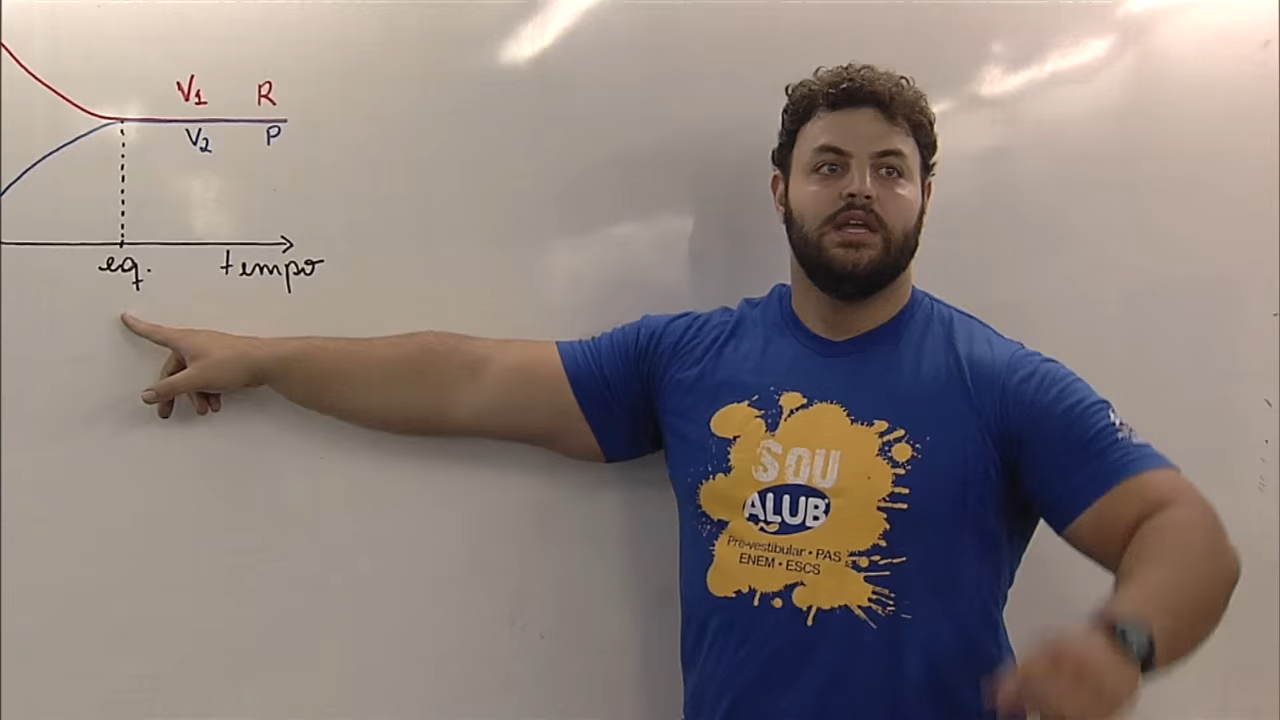 V₁ R
V₂ P
eq. tempo
SOU
ALUB
Pré-vestibular • PAS
ENEM • ESCS